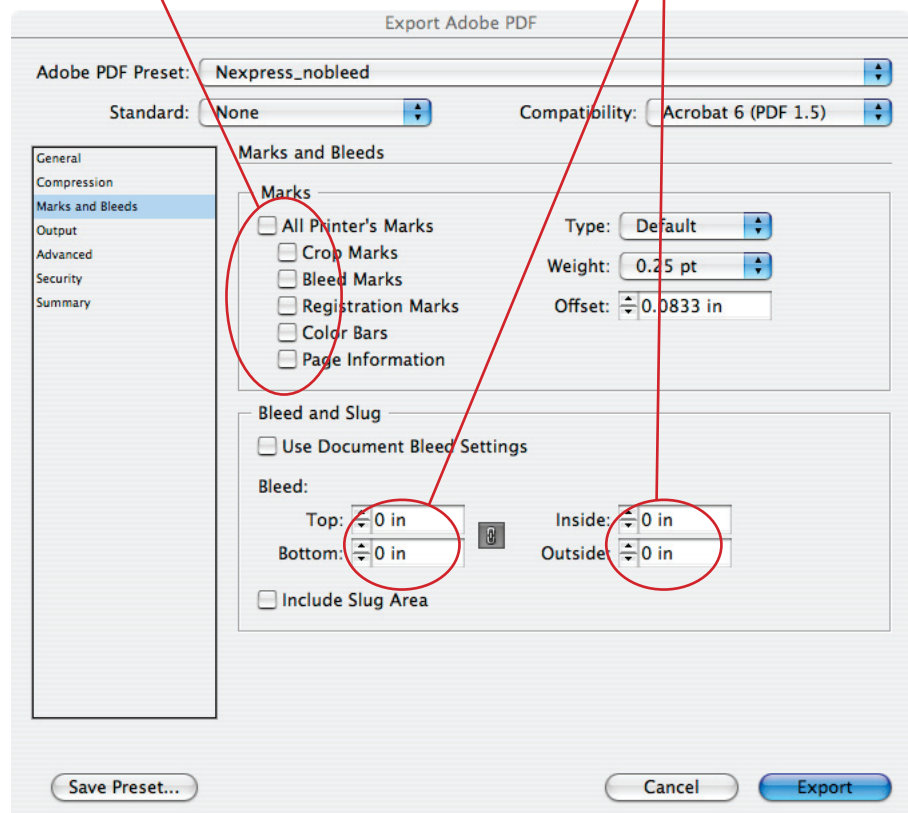 Export Adobe PDF
Adobe PDF Preset: Nexpress_nobleed
Standard: None Compatibility: Acrobat 6 (PDF 1.5)
General
Compression
Marks and Bleeds
Output
Advanced
Security
Summary
Marks and Bleeds
Marks
All Printer's Marks
Crop Marks
Bleed Marks
Registration Marks
Color Bars
Page Information
Type: Default
Weight: 0.25 pt
Offset: 0.0833 in
Bleed and Slug
Use Document Bleed Settings
Bleed:
Top: 0 in Inside: 0 in
Bottom: 0 in Outside: 0 in
Include Slug Area
Save Preset... Cancel Export